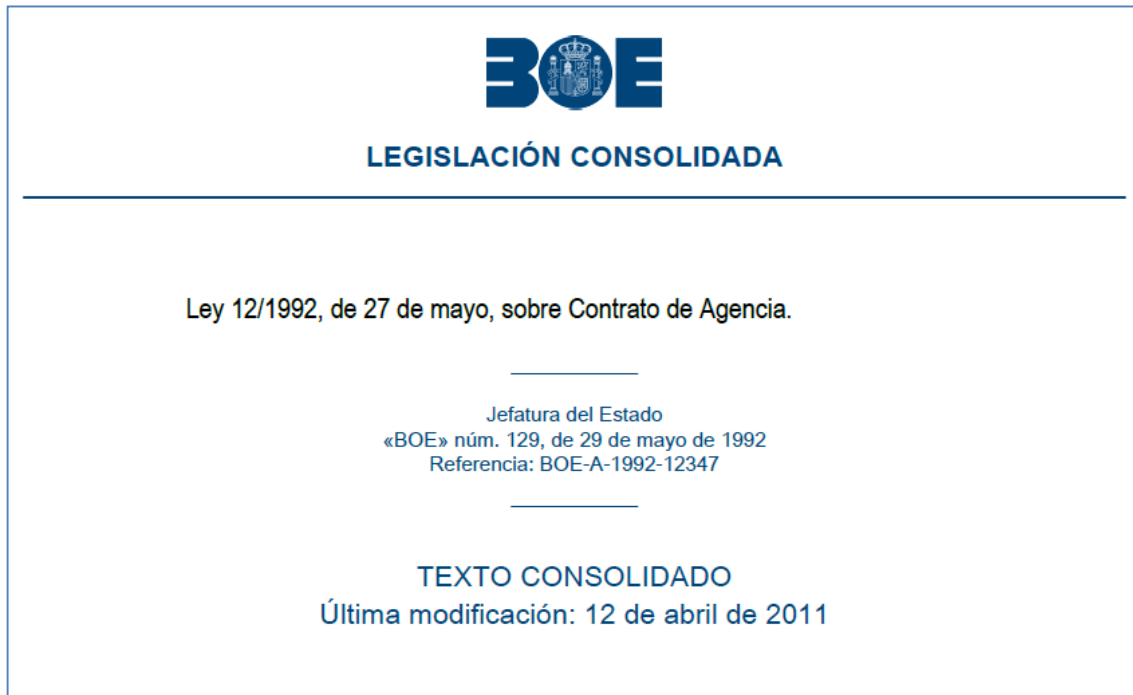 BOE
LEGISLACIÓN CONSOLIDADA
Ley 12/1992, de 27 de mayo, sobre Contrato de Agencia.
Jefatura del Estado
«BOE» núm. 129, de 29 de mayo de 1992
Referencia: BOE-A-1992-12347
TEXTO CONSOLIDADO
Última modificación: 12 de abril de 2011